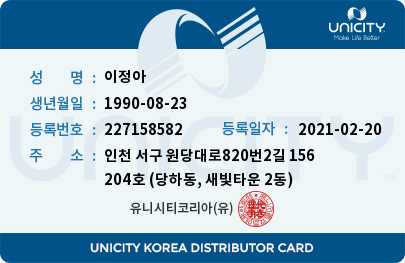 UNICITY
Make Life Better
성 명 : 이정아
생년월일 : 1990-08-23
등록번호 : 227158582 등록일자 : 2021-02-20
주 소 : 인천 서구 원당대로820번2길 156
204호 (당하동, 새빛타운 2동)
유니시티코리아(유)
UNICITY
UNICITY KOREA DISTRIBUTOR CARD